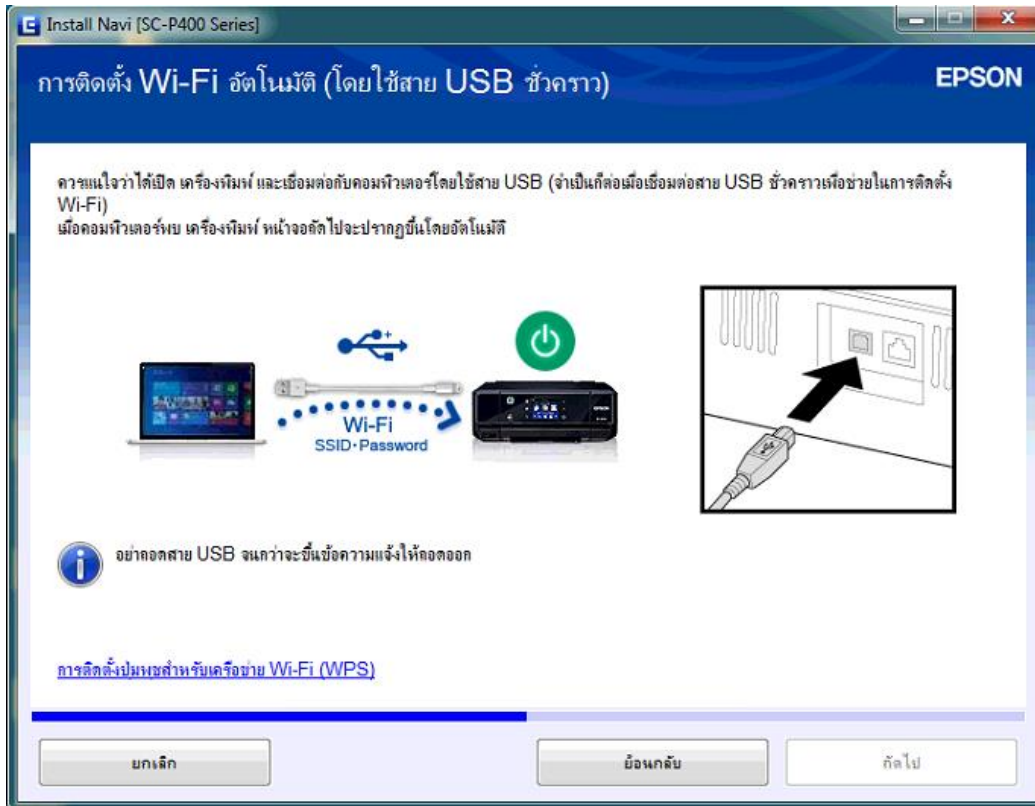 Install Navi [SC-P400 Series]
การติดตั้ง Wi-Fi อัตโนมัติ (โดยใช้สาย USB ชั่วคราว)
EPSON
ควรแน่ใจว่าได้เปิด เครื่องพิมพ์ และเชื่อมต่อกับคอมพิวเตอร์โดยใช้สาย USB (จำเป็นก็ต่อเมื่อเชื่อมต่อสาย USB ชั่วคราวเพื่อช่วยในการติดตั้ง
Wi-Fi)
เมื่อคอมพิวเตอร์พบ เครื่องพิมพ์ หน้าจอถัดไปจะปรากฏขึ้นโดยอัตโนมัติ
Wi-Fi
SSID・Password
อย่าถอดสาย USB จนกว่าจะขึ้นข้อความแจ้งให้ถอดออก
การติดตั้งปุ่มพุชสำหรับเครือข่าย Wi-Fi (WPS)
ยกเลิก
ย้อนกลับ
ถัดไป